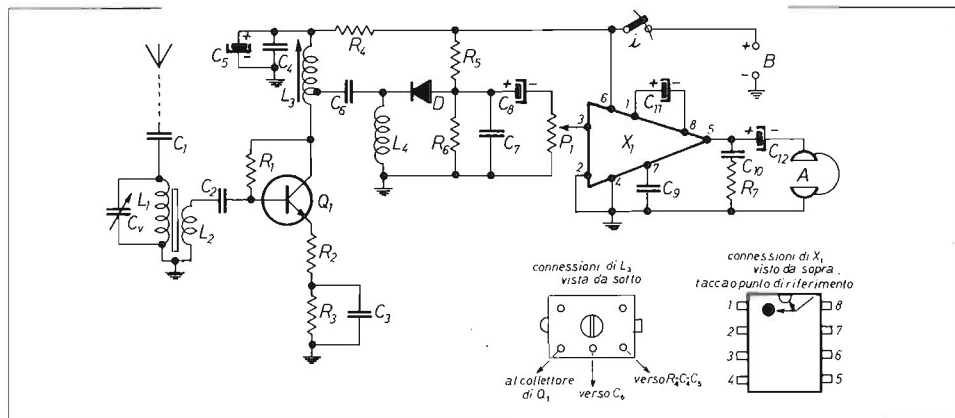 C5
+
-
C4
L3
R4
R5
i
+
B
-
C6
D
C8
+ -
L4
R6
C7
P1
6
1
+ -
C11
8
3
X1
5
2
4
7
C9
+ -
C12
C10
R7
A
C1
L1
Cv
L2
C2
R1
Q1
R2
R3
C3
connessioni di L3
vista da sotto
al collettore
di Q1
verso C6
verso R4-C4-C5
connessioni di X1
visto da sopra
tacca o punto di riferimento
1
8
2
7
3
6
4
5